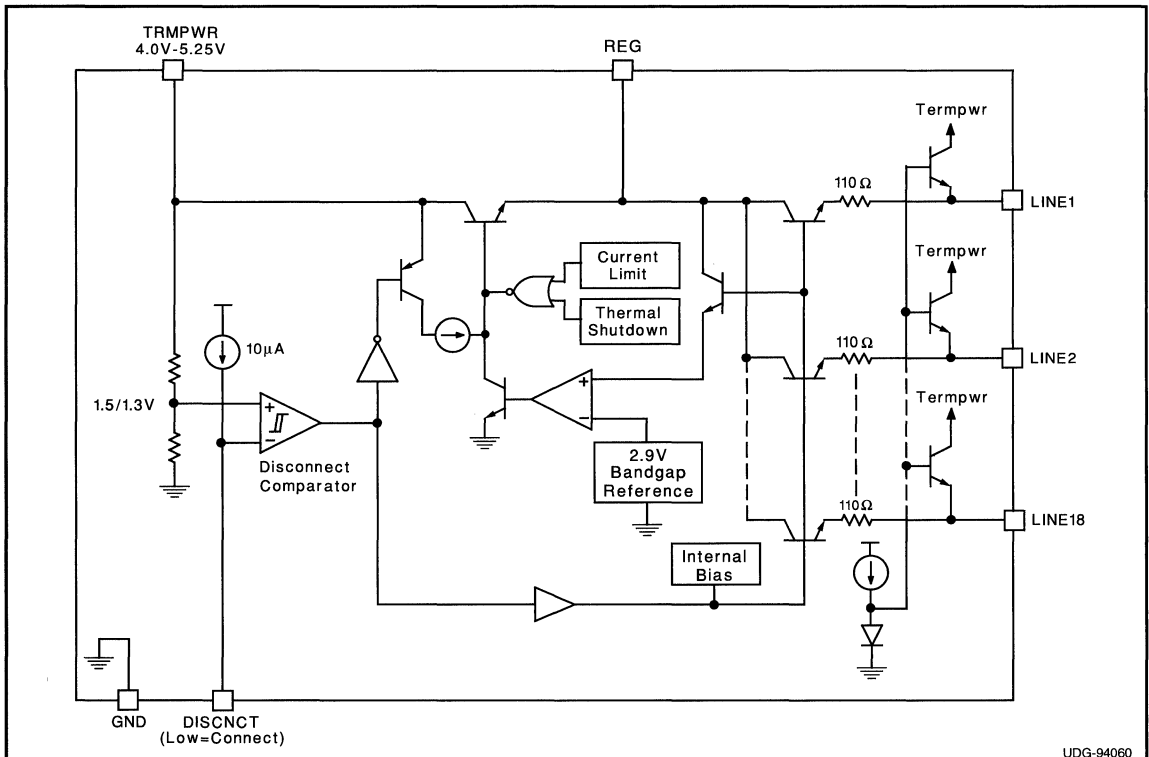 TRMPWR
4.0V-5.25V
REG
Termpwr
110Ω
LINE1
Current
Limit
Thermal
Shutdown
Termpwr
10μA
110Ω
LINE2
1.5/1.3V
+
−
Disconnect
Comparator
+
−
2.9V
Bandgap
Reference
Termpwr
110Ω
LINE18
Internal
Bias
GND
DISCNCT
(Low=Connect)
UDG-94060